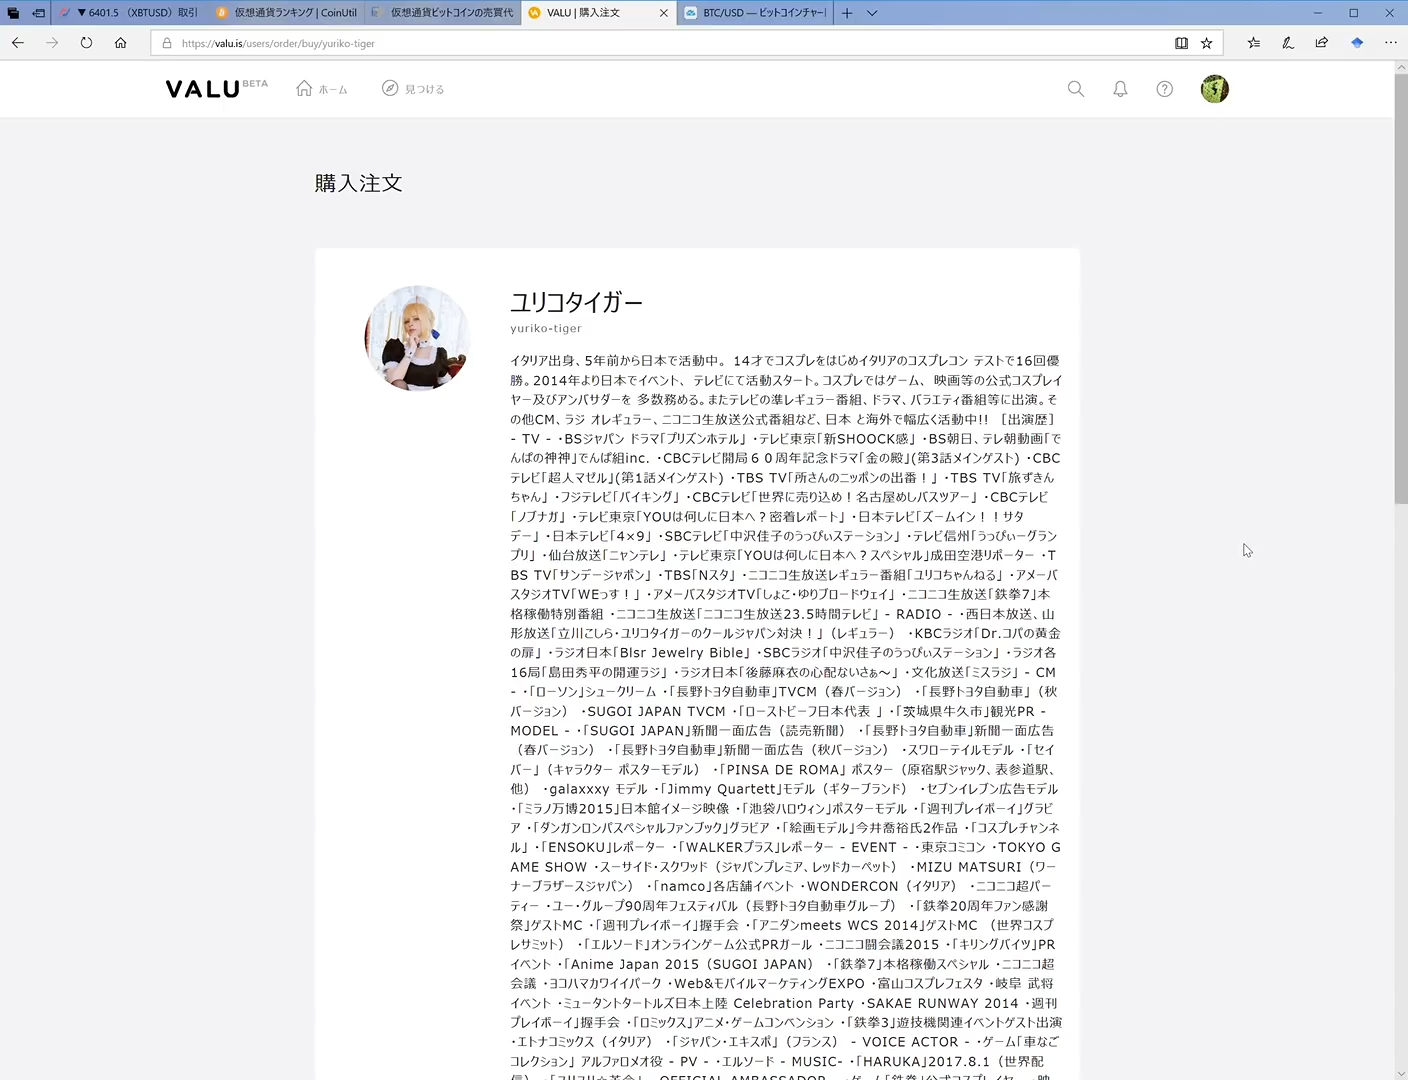 ▼ 6401.5 （XBTUSD）取引
仮想通貨ランキング | CoinUtil
仮想通貨ビットコインの売買代
VALU | 購入注文
BTC/USD — ビットコインチャート
https://valu.is/users/order/buy/yuriko-tiger
VALU BETA
ホーム
見つける
購入注文
ユリコタイガー
yuriko-tiger
イタリア出身、5年前から日本で活動中。 14才でコスプレをはじめイタリアのコスプレコン テストで16回優
勝。2014年より日本でイベント、 テレビにて活動スタート。コスプレではゲーム、 映画等の公式コスプレイ
ヤー及びアンバサダーを 多数務める。またテレビの準レギュラー番組、ドラマ、バラエティ番組等に出演。そ
の他CM、ラジ オレギュラー、ニコニコ生放送公式番組など、日本 と海外で幅広く活動中!! ［出演歴］
- TV - ・BSジャパン ドラマ「プリズンホテル」 ・テレビ東京「新SHOOCK感」 ・BS朝日、テレ朝動画「で
んぱの神神」でんぱ組inc. ・CBCテレビ開局６０周年記念ドラマ「金の殿」(第3話メインゲスト) ・CBC
テレビ「超人マゼル」(第1話メインゲスト) ・TBS TV「所さんのニッポンの出番！」 ・TBS TV「旅ずきん
ちゃん」 ・フジテレビ「バイキング」 ・CBCテレビ「世界に売り込め！名古屋めしバスツアー」 ・CBCテレビ
「ノブナガ」 ・テレビ東京「YOUは何しに日本へ？密着レポート」 ・日本テレビ「ズームイン！！サタ
デー」 ・日本テレビ「4×9」 ・SBCテレビ「中沢佳子のうっぴぃステーション」 ・テレビ信州「うっぴぃーグラン
プリ」 ・仙台放送「ニャンテレ」 ・テレビ東京「YOUは何しに日本へ？スペシャル」成田空港リポーター ・T
BS TV「サンデージャポン」 ・TBS「Nスタ」 ・ニコニコ生放送レギュラー番組「ユリコちゃんねる」 ・アメーバ
スタジオTV「WEっす！」 ・アメーバスタジオTV「しょこ・ゆりブロードウェイ」 ・ニコニコ生放送「鉄拳7」本
格稼働特別番組 ・ニコニコ生放送「ニコニコ生放送23.5時間テレビ」 - RADIO - ・西日本放送、山
形放送「立川こしら・ユリコタイガーのクールジャパン対決！」（レギュラー） ・KBCラジオ「Dr.コパの黄金
の扉」 ・ラジオ日本「Blsr Jewelry Bible」 ・SBCラジオ「中沢佳子のうっぴぃステーション」 ・ラジオ各
16局「島田秀平の開運ラジ」 ・ラジオ日本「後藤麻衣の心配ないさぁ〜」 ・文化放送「ミスラジ」 - CM
- ・「ローソン」シュークリーム ・「長野トヨタ自動車」TVCM（春バージョン） ・「長野トヨタ自動車」（秋
バージョン） ・SUGOI JAPAN TVCM ・「ローストビーフ日本代表 」 ・「茨城県牛久市」観光PR -
MODEL - ・「SUGOI JAPAN」新聞一面広告（読売新聞） ・「長野トヨタ自動車」新聞一面広告
（春バージョン） ・「長野トヨタ自動車」新聞一面広告（秋バージョン） ・スワローテイルモデル ・「セイ
バー」（キャラクター ポスターモデル） ・「PINSA DE ROMA」 ポスター（原宿駅ジャック、表参道駅、
他） ・galaxxxy モデル ・「Jimmy Quartett」モデル（ギターブランド） ・セブンイレブン広告モデル
・「ミラノ万博2015」日本館イメージ映像 ・「池袋ハロウィン」ポスターモデル ・「週刊プレイボーイ」グラビ
ア ・「ダンガンロンパスペシャルファンブック」グラビア ・「絵画モデル」今井喬裕氏2作品 ・「コスプレチャンネ
ル」 ・「ENSOKU」レポーター ・「WALKERプラス」レポーター - EVENT - ・東京コミコン ・TOKYO G
AME SHOW ・スーサイド・スクワッド（ジャパンプレミア、レッドカーペット） ・MIZU MATSURI（ワー
ナーブラザースジャパン） ・「namco」各店舗イベント ・WONDERCON（イタリア） ・ニコニコ超パー
ティー ・ユー・グループ90周年フェスティバル（長野トヨタ自動車グループ） ・「鉄拳20周年ファン感謝
祭」ゲストMC ・「週刊プレイボーイ」握手会 ・「アニダンmeets WCS 2014」ゲストMC （世界コスプ
レサミット） ・「エルソード」オンラインゲーム公式PRガール ・ニコニコ闘会議2015 ・「キリングバイツ」PR
イベント ・「Anime Japan 2015（SUGOI JAPAN） ・「鉄拳7」本格稼働スペシャル ・ニコニコ超
会議 ・ヨコハマカワイイパーク ・Web&モバイルマーケティングEXPO ・富山コスプレフェスタ ・岐阜 武将
イベント ・ミュータントタートルズ日本上陸 Celebration Party ・SAKAE RUNWAY 2014 ・週刊
プレイボーイ」握手会 ・「ロミックス」アニメ・ゲームコンベンション ・「鉄拳3」遊技機関連イベントゲスト出演
・エトナコミックス（イタリア） ・「ジャパン・エキスポ」（フランス） - VOICE ACTOR - ・ゲーム「車なご
コレクション」 アルファロメオ役 - PV - ・エルソード - MUSIC- ・「HARUKA」2017.8.1（世界配